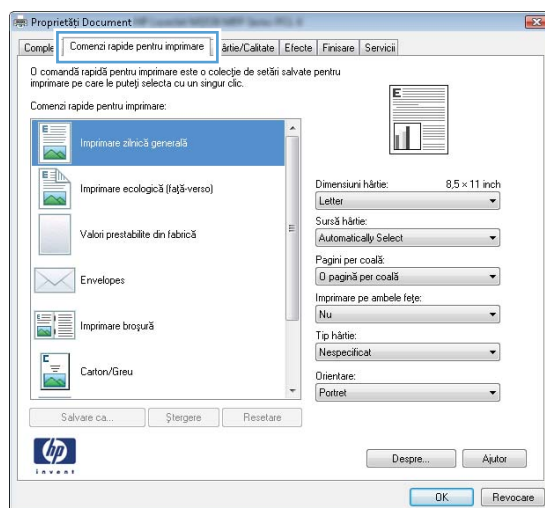 Proprietăți Document
Comple
Comenzi rapide pentru imprimare
ârtie/Calitate
Efecte
Finisare
Servicii
O comandă rapidă pentru imprimare este o colecție de setări salvate pentru
imprimare pe care le puteți selecta cu un singur clic.
Comenzi rapide pentru imprimare:
Imprimare zilnică generală
Imprimare ecologică (față-verso)
Valori prestabilite din fabrică
Envelopes
Imprimare broșură
Carton/Greu
Salvare ca...
Ștergere
Resetare
E
Dimensiuni hârtie:
8,5 × 11 inch
Letter
Sursă hârtie:
Automatically Select
Pagini per coală:
O pagină per coală
Imprimare pe ambele fețe:
Nu
Tip hârtie:
Nespecificat
Orientare:
Portret
hp
invent
Despre...
Ajutor
OK
Revocare